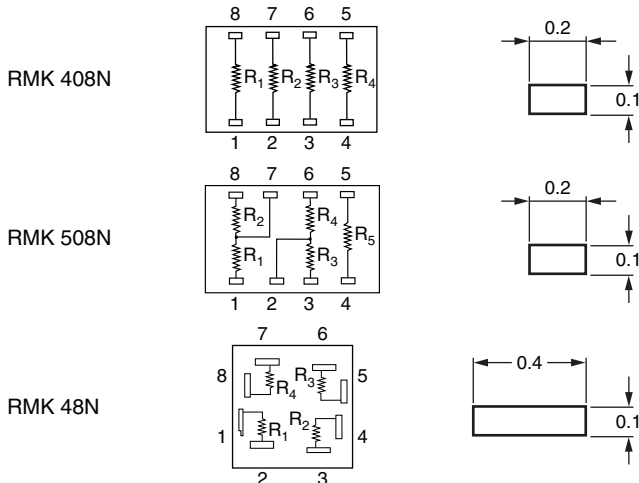 8 7 6 5
RMK 408N
R1 R2 R3 R4
1 2 3 4
0.2
0.1
8 7 6 5
RMK 508N
R2 R4
R5
R1 R3
1 2 3 4
0.2
0.1
7 6
RMK 48N
8 5
R4 R3
1 4
R1 R2
2 3
0.4
0.1